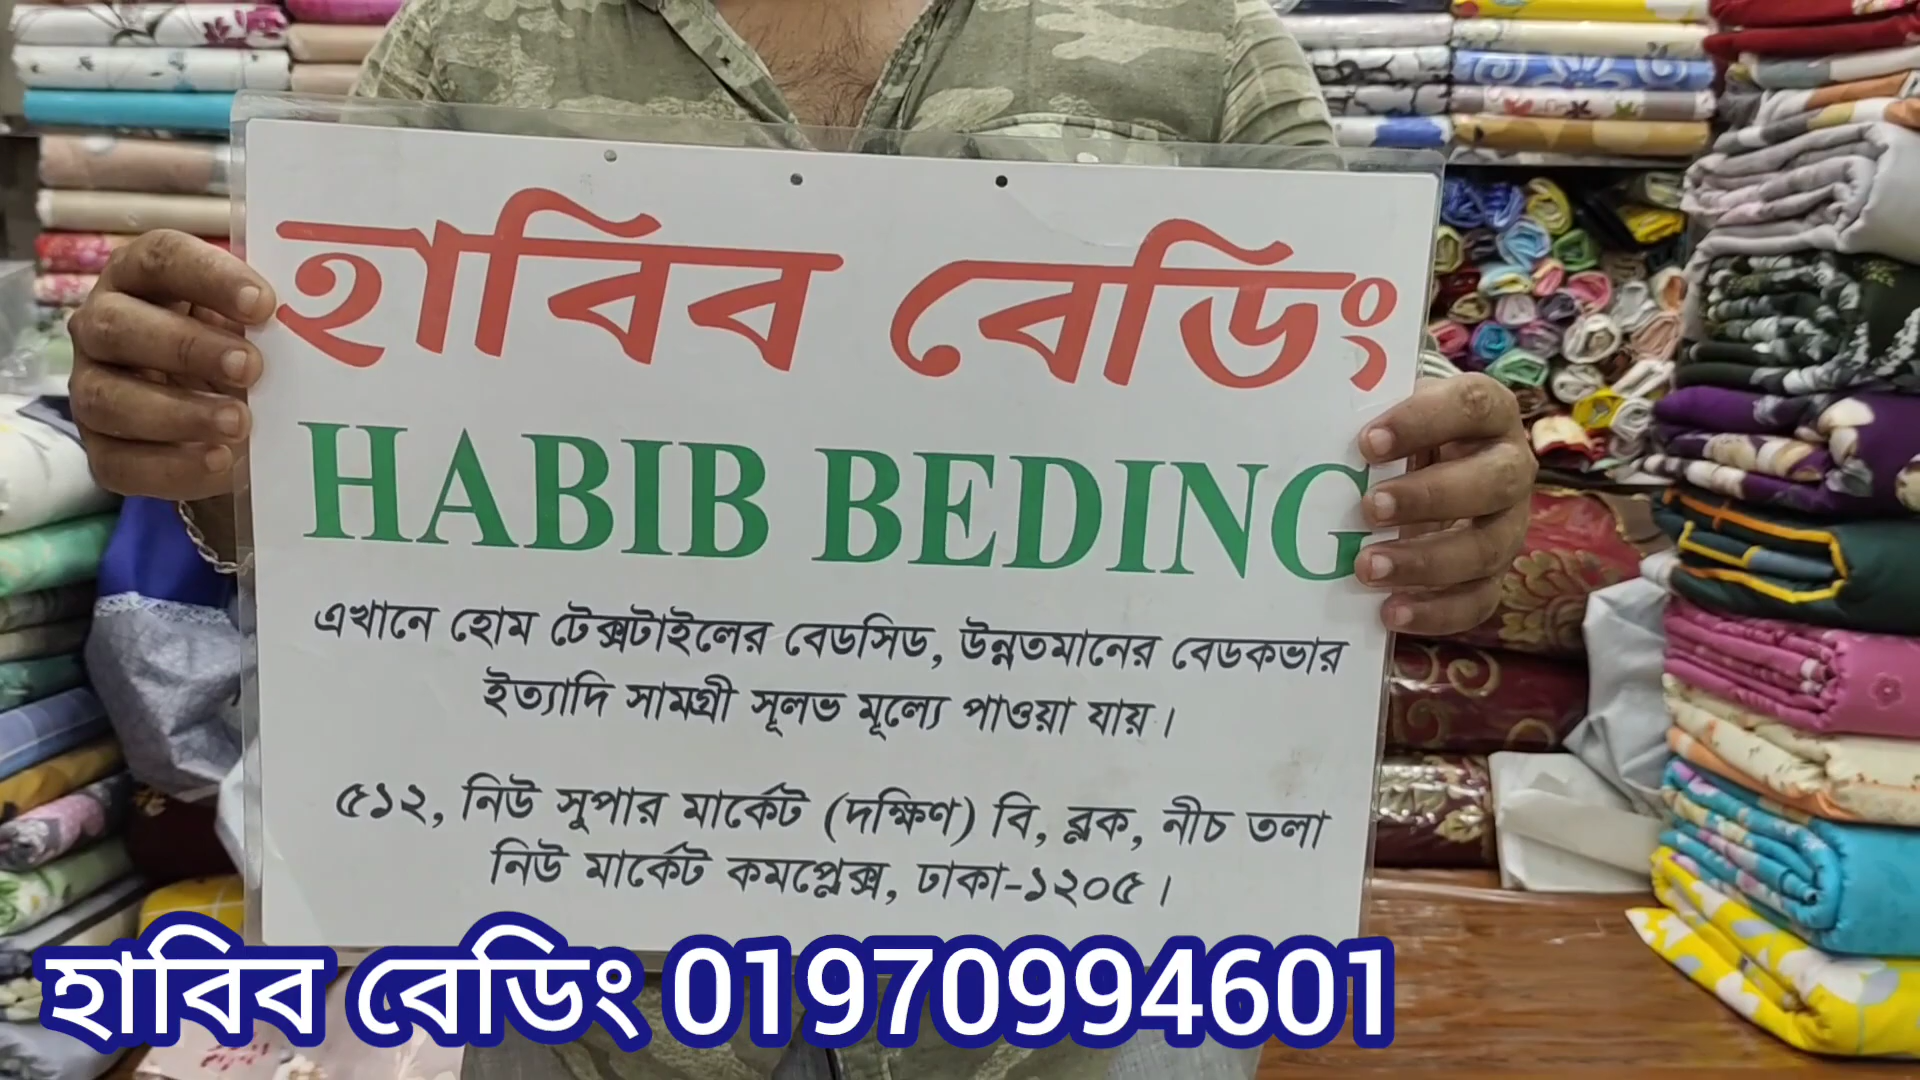 হাবিব বেডিং
HABIB BEDING
এখানে হোম টেক্সটাইলের বেডসিড, উন্নতমানের বেডকভার
ইত্যাদি সামগ্রী সূলভ মূল্যে পাওয়া যায়।
৫১২, নিউ সুপার মার্কেট (দক্ষিণ) বি, ব্লক, নীচ তলা
নিউ মার্কেট কমপ্লেক্স, ঢাকা-১২০৫।
হাবিব বেডিং 01970994601